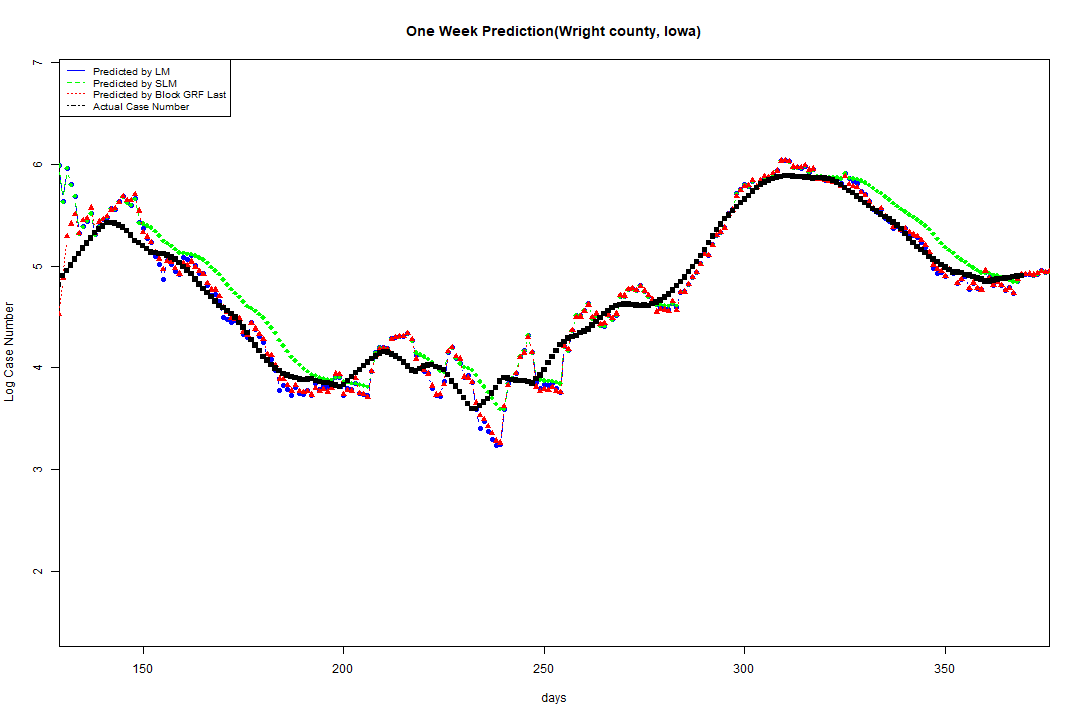 One Week Prediction(Wright county, Iowa)
Predicted by LM
Predicted by SLM
Predicted by Block GRF Last
Actual Case Number
Log Case Number
7
6
5
4
3
2
150 200 250 300 350
days